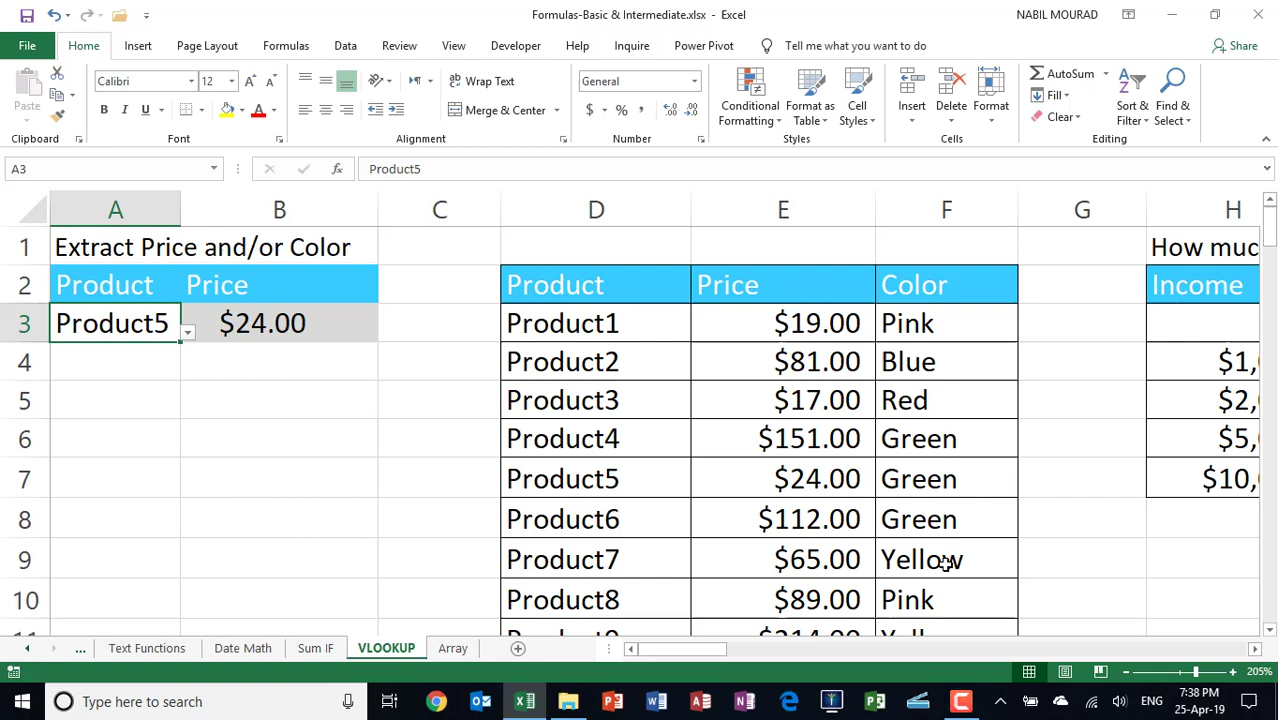 Formulas-Basic & Intermediate.xlsx - Excel
NABIL MOURAD
File Home Insert Page Layout Formulas Data Review View Developer Help Inquire Power Pivot Tell me what you want to do Share
Paste
Clipboard
Calibri 12
B I U
Font
Wrap Text
Merge & Center
Alignment
General
$ % ,
Number
Conditional Formatting
Format as Table
Cell Styles
Styles
Insert Delete Format
Cells
AutoSum
Fill
Clear
Sort & Filter
Find & Select
Editing
A3 fx Product5
A B C D E F H
1 Extract Price and/or Color How muc
2 Product Price Product Price Color Income
3 Product5 $24.00 Product1 $19.00 Pink
4 Product2 $81.00 Blue $1,
5 Product3 $17.00 Red $2,
6 Product4 $151.00 Green $5,
7 Product5 $24.00 Green $10,
8 Product6 $112.00 Green
9 Product7 $65.00 Yellow
10 Product8 $89.00 Pink
... Text Functions Date Math Sum IF VLOOKUP Array
205%
Type here to search
ENG
7:38 PM
25-Apr-19